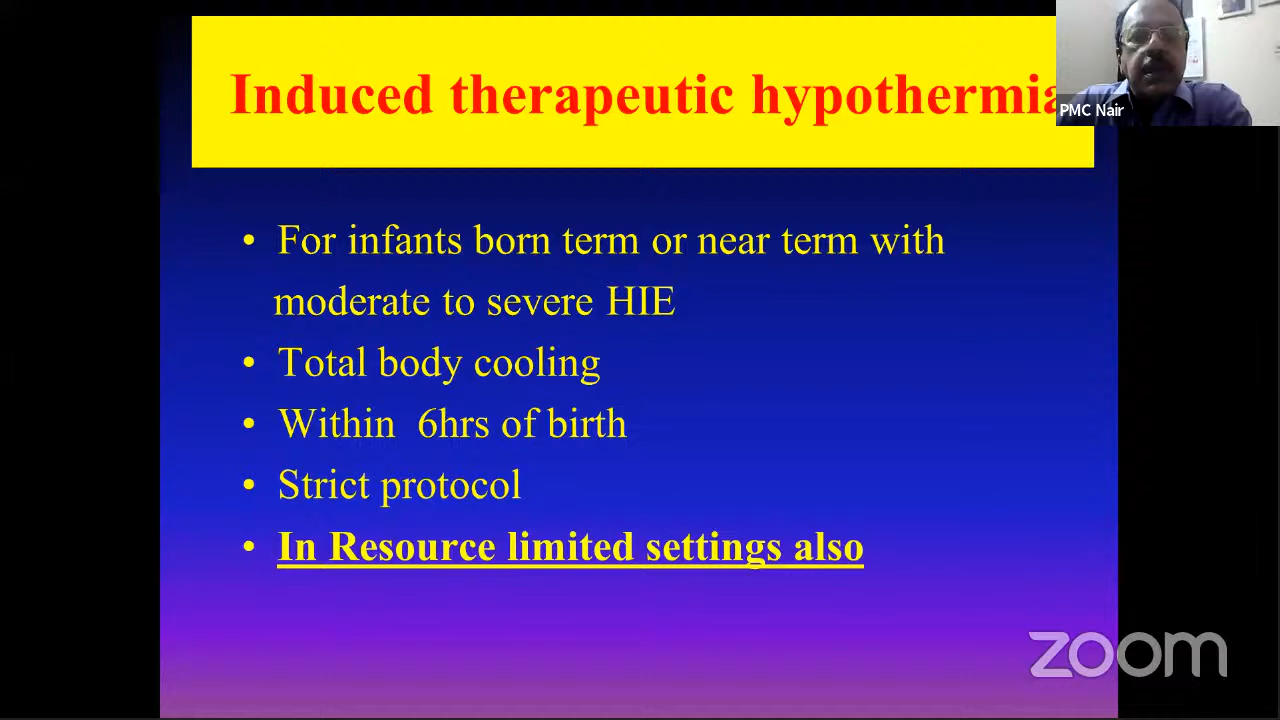 Induced therapeutic hypothermia
PMC Nair
• For infants born term or near term with
moderate to severe HIE
• Total body cooling
• Within 6hrs of birth
• Strict protocol
• In Resource limited settings also
zoom